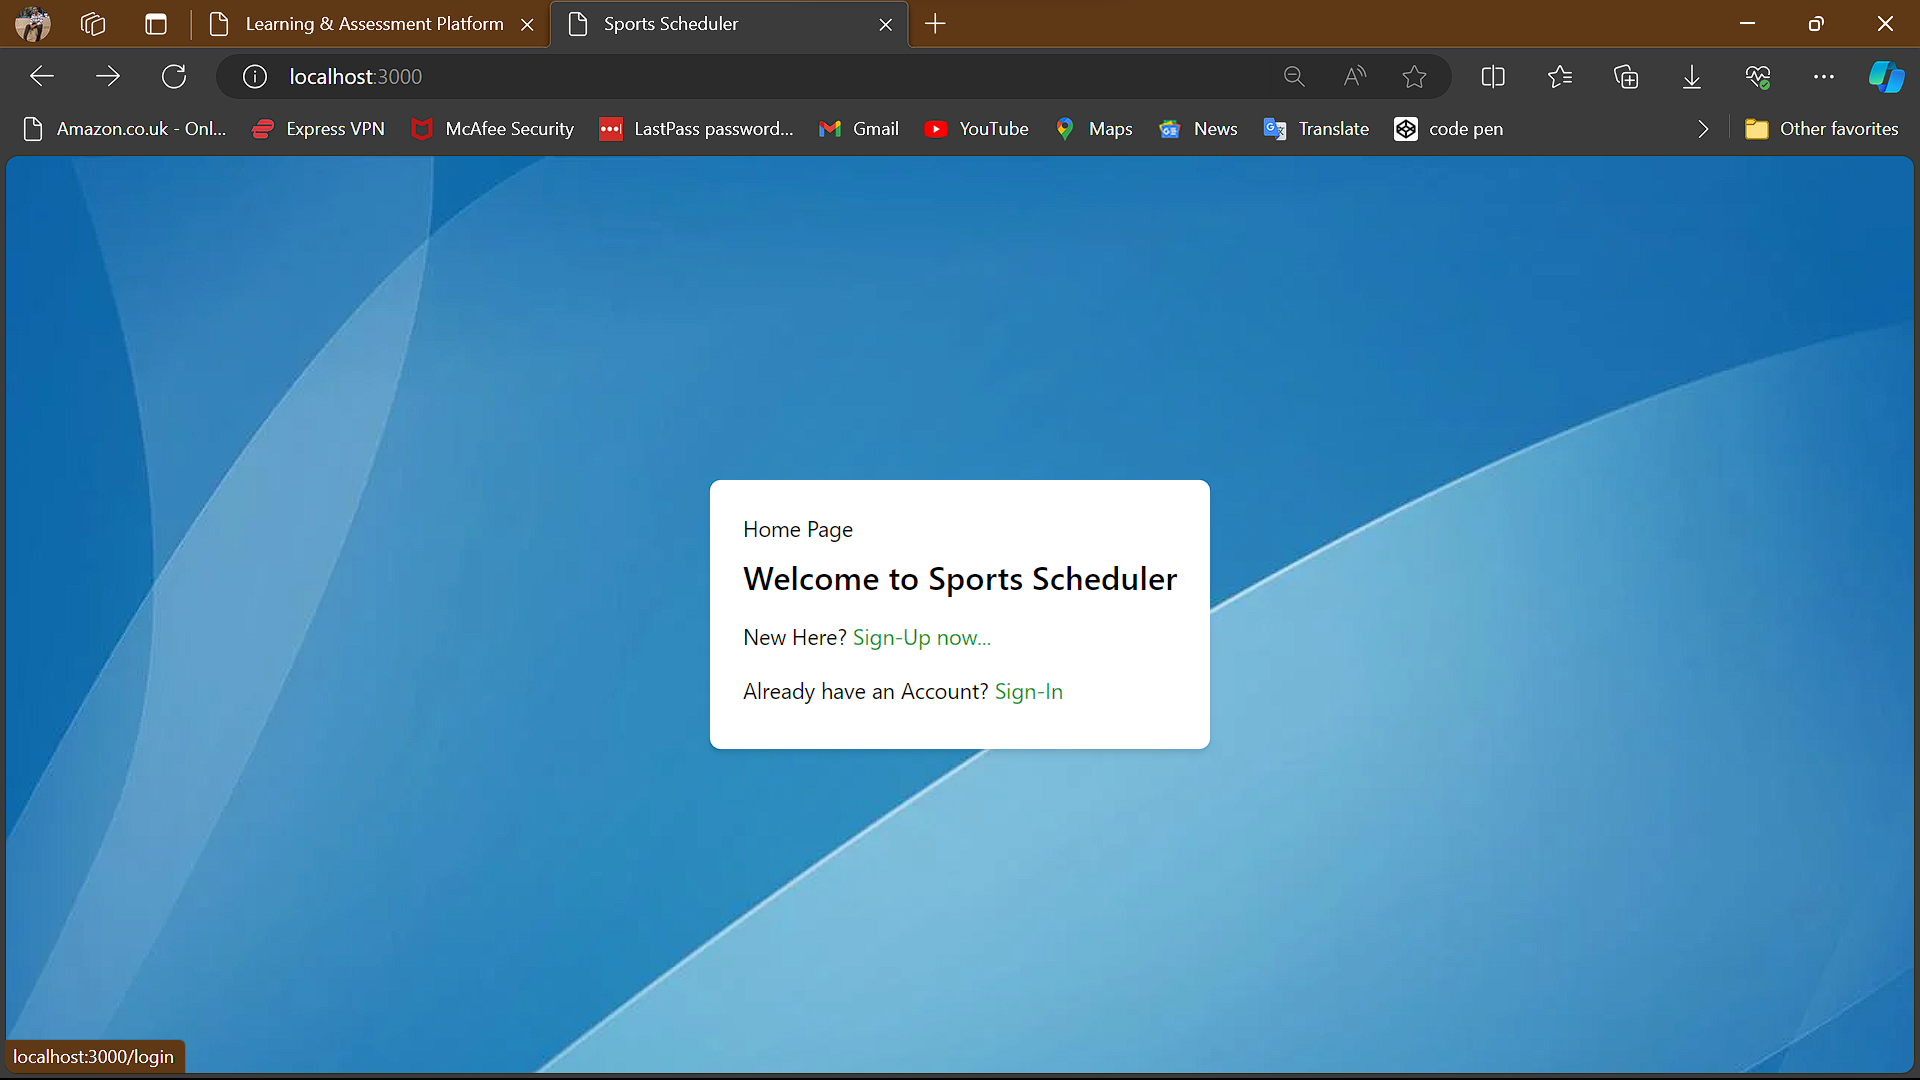 Learning & Assessment Platform
Sports Scheduler
localhost:3000
Amazon.co.uk - Onl...
Express VPN
McAfee Security
LastPass password...
Gmail
YouTube
Maps
News
Translate
code pen
Other favorites
Home Page
Welcome to Sports Scheduler
New Here? Sign-Up now...
Already have an Account? Sign-In
localhost:3000/login